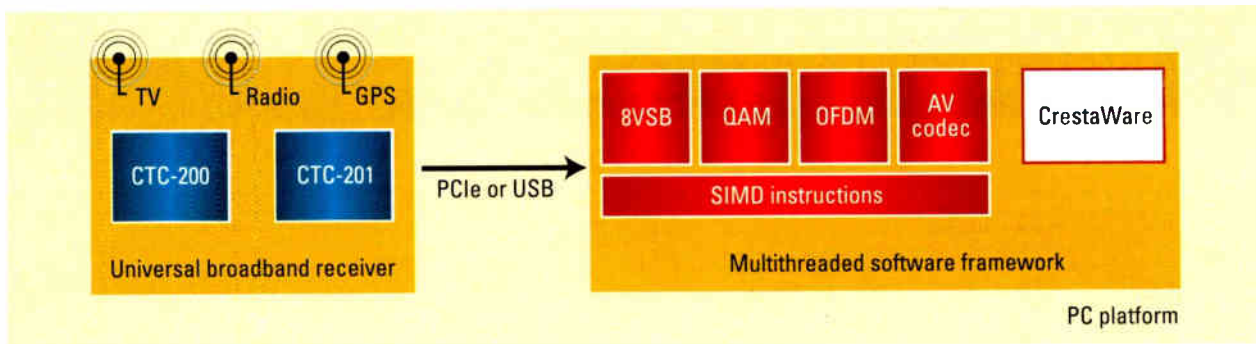 TV
Radio
GPS
CTC-200
CTC-201
Universal broadband receiver
PCIe or USB
8VSB
QAM
OFDM
AV
codec
CrestaWare
SIMD instructions
Multithreaded software framework
PC platform